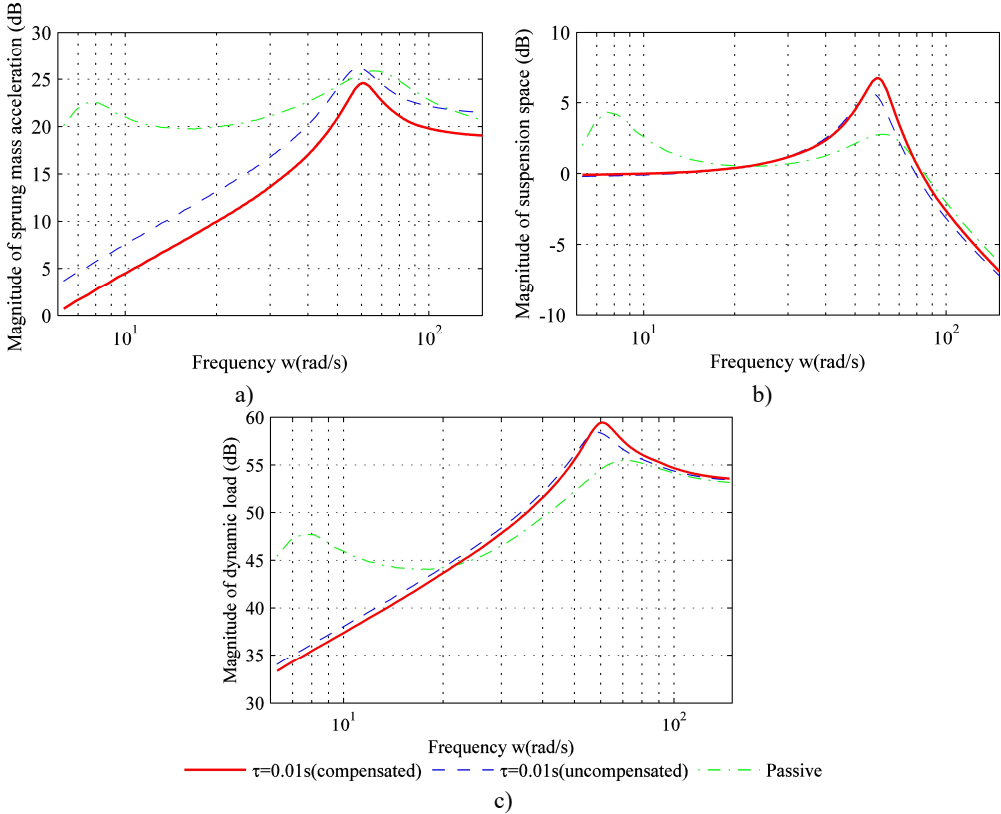 Magnitude of sprung mass acceleration (dB
30
25
20
15
10
5
0
10^1
10^2
Frequency w(rad/s)
a)
Magnitude of suspension space (dB)
10
5
0
-5
-10
10^1
10^2
Frequency w(rad/s)
b)
Magnitude of dynamic load (dB)
60
55
50
45
40
35
30
10^1
10^2
Frequency w(rad/s)
τ=0.01s(compensated) τ=0.01s(uncompensated) Passive
c)